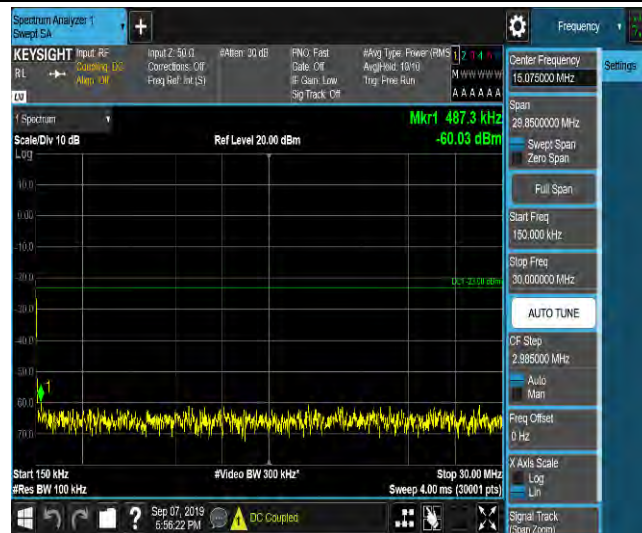 Spectrum Analyzer 1
Swept SA
+
Frequency
KEYSIGHT
Input: RF
Coupling: DC
Align: Off
Input Z: 50 Ω
Corrections: Off
Freq Ref: Int (S)
#Atten: 30 dB
PNO: Fast
Gate: Off
IF Gain: Low
Sig Track: Off
#Avg Type: Power (RMS
Avg|Hold: 10/10
Trig: Free Run
M W W W W W
A A A A A A
RL
LXI
Center Frequency
15.075000 MHz
Settings
Span
29.8500000 MHz
Swept Span
Zero Span
Full Span
Start Freq
150.000 kHz
Stop Freq
30.000000 MHz
AUTO TUNE
CF Step
2.985000 MHz
Auto
Man
Freq Offset
0 Hz
X Axis Scale
Log
Lin
Signal Track
(Span Zoom)
1 Spectrum
Scale/Div 10 dB
Log
Ref Level 20.00 dBm
Mkr1 487.3 kHz
-60.03 dBm
10.0
0.00
-10.0
-20.0
DL1 -23.00 dBm
-30.0
-40.0
-50.0
1
-60.0
-70.0
Start 150 kHz
#Res BW 100 kHz
#Video BW 300 kHz*
Stop 30.00 MHz
Sweep 4.00 ms (30001 pts)
?
Sep 07, 2019
5:56:22 PM
DC Coupled